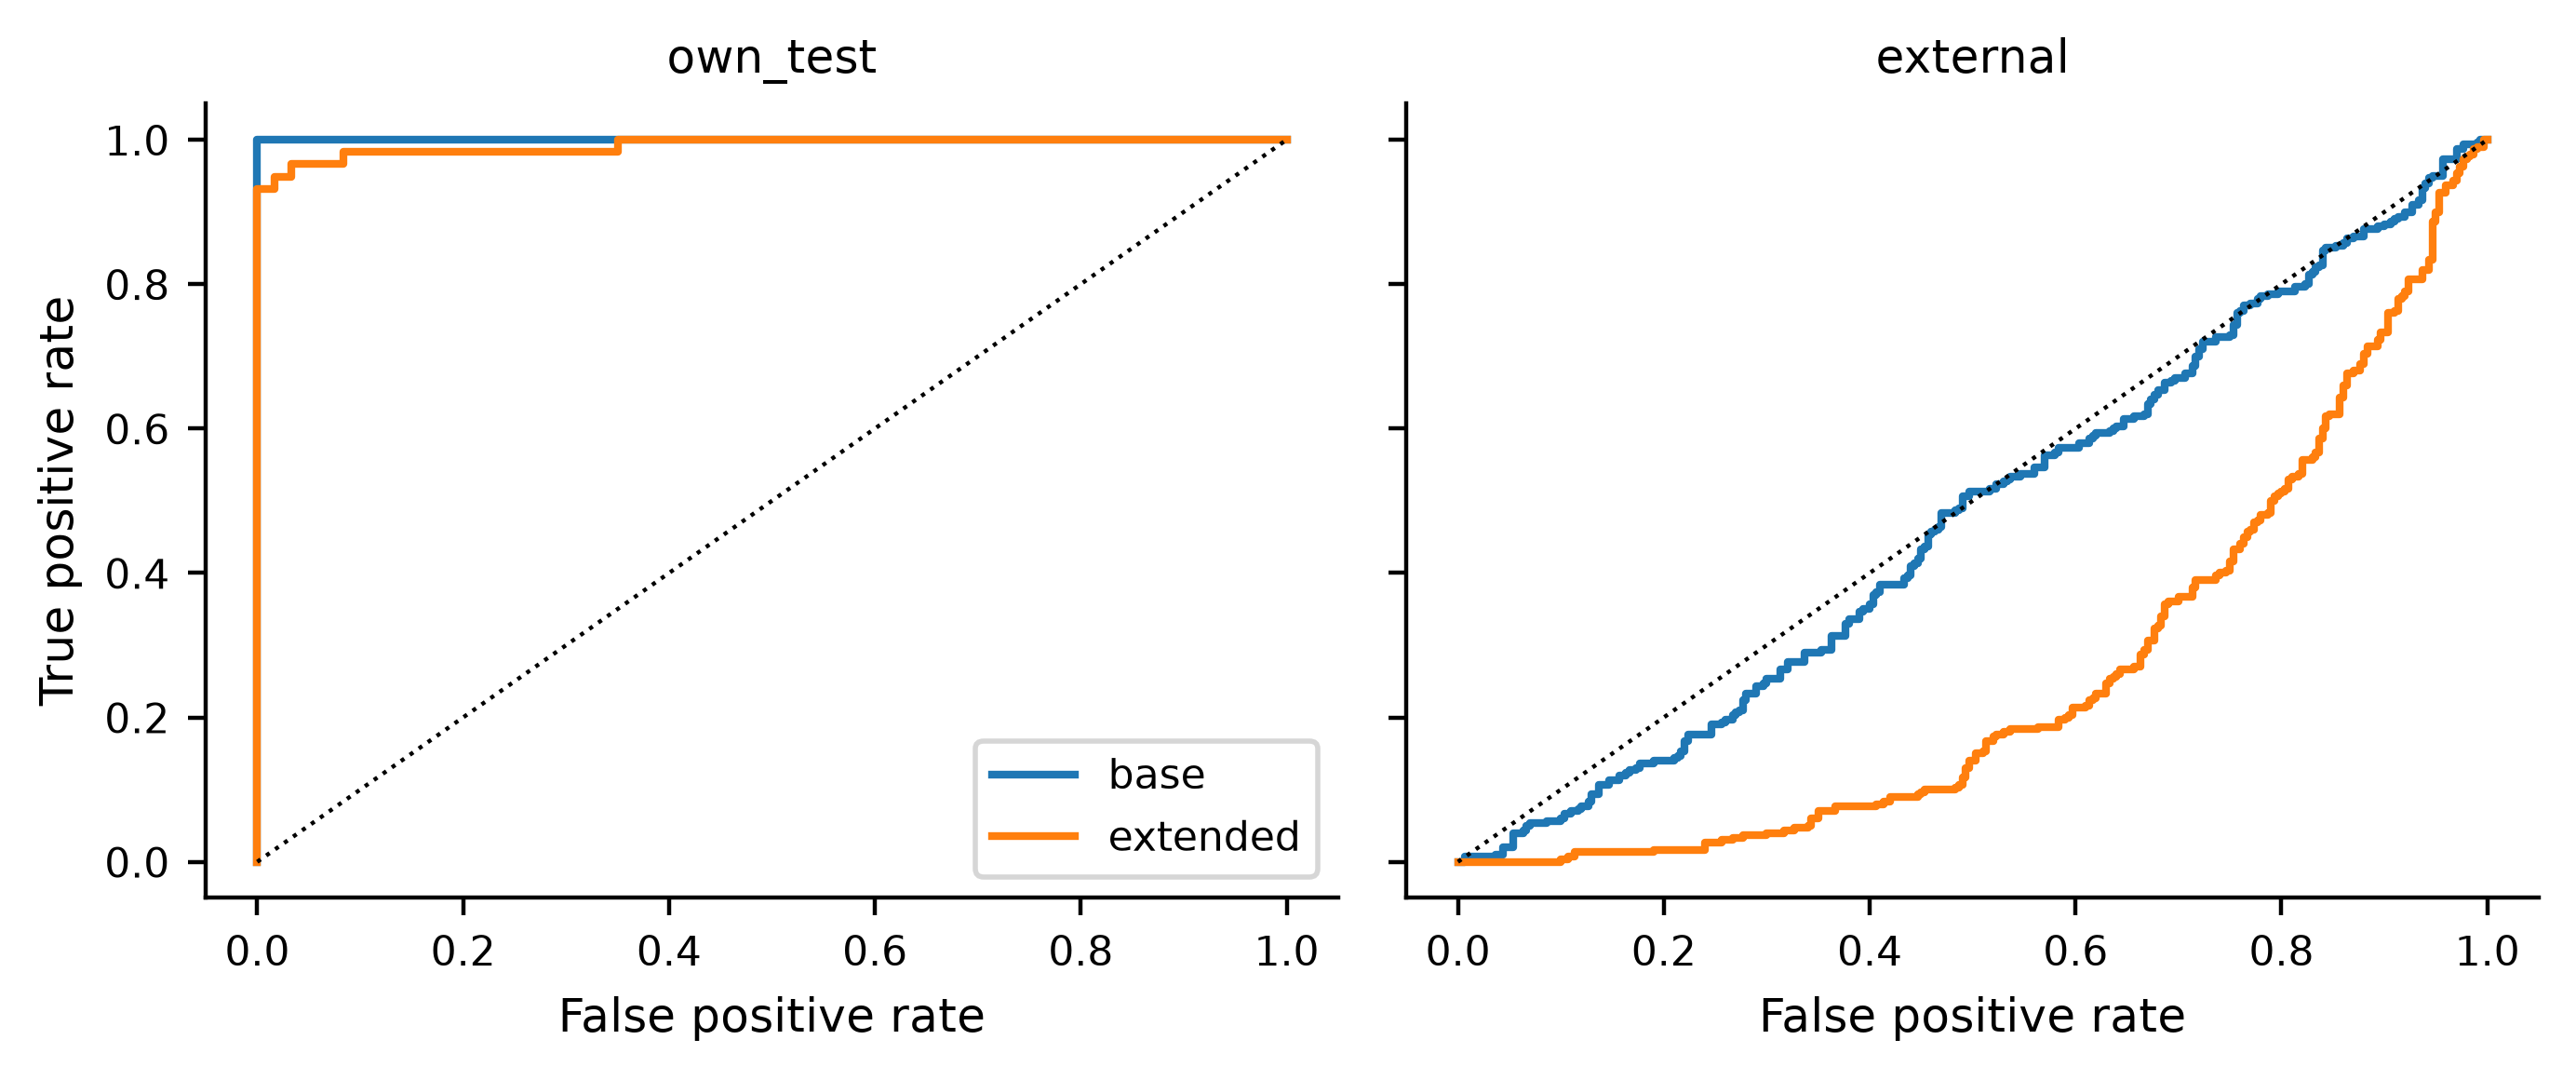 own_test
True positive rate
1.0
0.8
0.6
0.4
0.2
0.0
base
extended
0.0 0.2 0.4 0.6 0.8 1.0
False positive rate
external
0.0 0.2 0.4 0.6 0.8 1.0
False positive rate